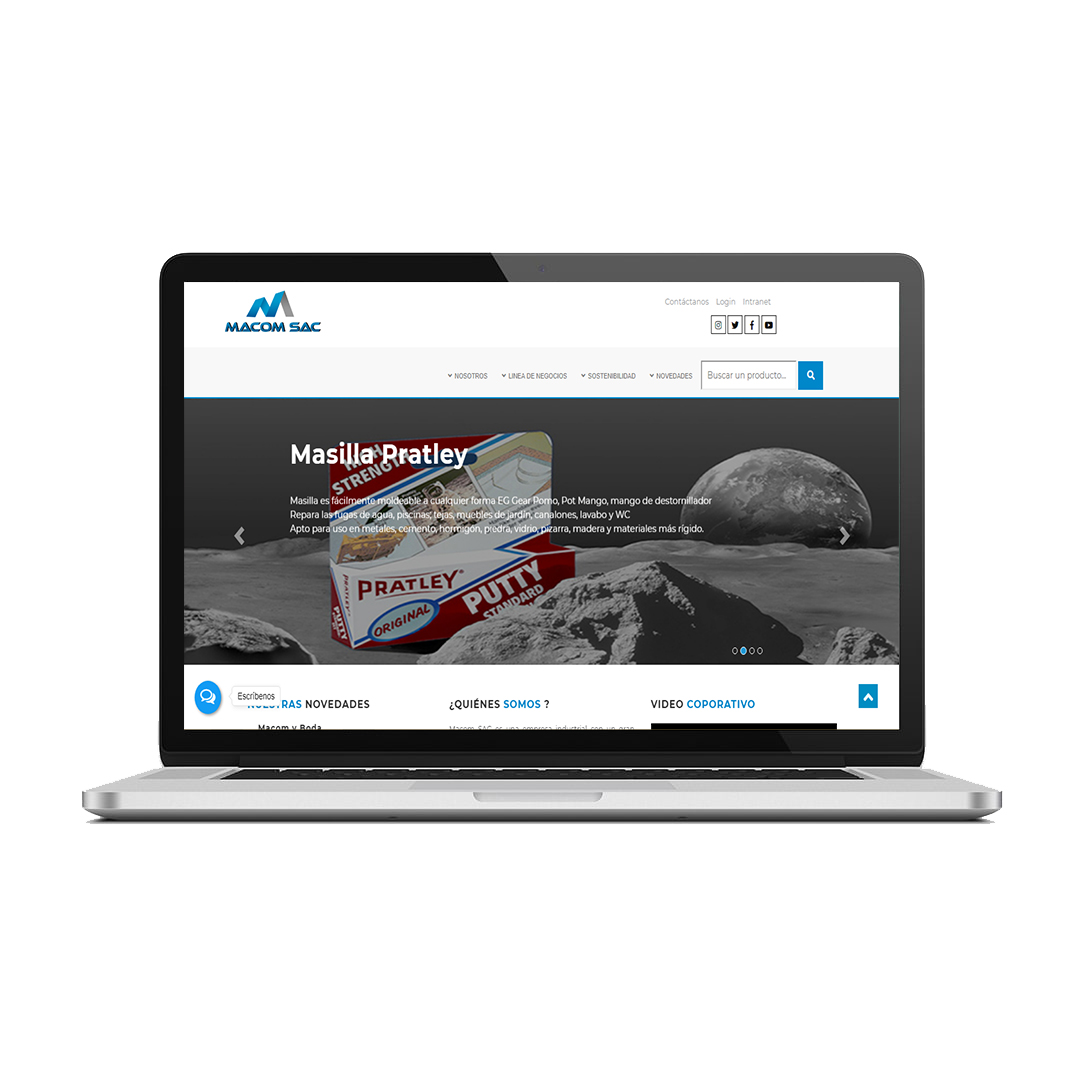 MACOM SAC
Contáctanos Login Intranet
NOSOTROS LINEA DE NEGOCIOS SOSTENIBILIDAD NOVEDADES Buscar un producto...
Masilla Pratley
HIGH
STRENGTH
Masilla es fácilmente moldeable a cualquier forma EG Gear Pomo, Pot Mango, mango de destornillador
Repara las fugas de agua, piscinas, tejas, muebles de jardín, canalones, lavabo y WC
Apto para uso en metales, cemento, hormigón, piedra, vidrio, pizarra, madera y materiales más rígido.
PRATLEY®
PUTTY
STANDARD
ORIGINAL
PRATLEY
PUTTY
Escríbenos
NUESTRAS NOVEDADES ¿QUIÉNES SOMOS ? VIDEO COPORATIVO
Macom y Boda Macom SAC es una empresa industrial con un gran